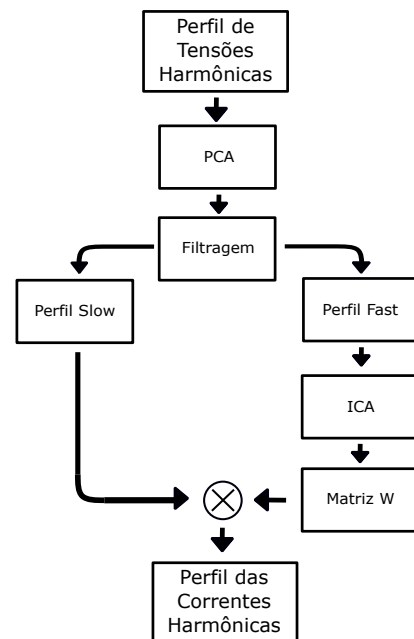 Perfil de
Tensões
Harmônicas
PCA
Filtragem
Perfil Slow
Perfil Fast
ICA
Matriz W
Perfil das
Correntes
Harmônicas